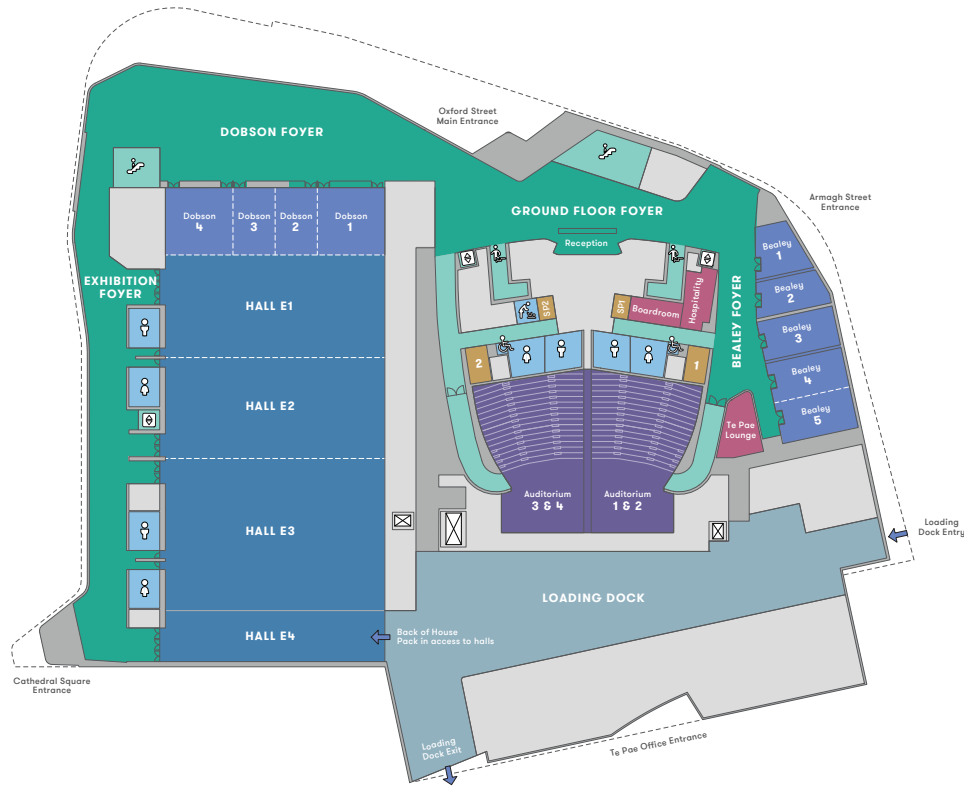 Oxford Street
Main Entrance
DOBSON FOYER
Armagh Street
Entrance
GROUND FLOOR FOYER
Reception
Dobson
4
Dobson
3
Dobson
2
Dobson
1
Bealey
1
Bealey
2
Bealey
3
Bealey
4
Bealey
5
EXHIBITION
FOYER
HALL E1
SP2
SP1
Boardroom
Hospitality
BEALEY FOYER
2
1
HALL E2
Te Pae
Lounge
Auditorium
3 & 4
Auditorium
1 & 2
HALL E3
Loading
Dock Entry
LOADING DOCK
HALL E4
Back of House
Pack in access to halls
Cathedral Square
Entrance
Loading
Dock Exit
Te Pae Office Entrance